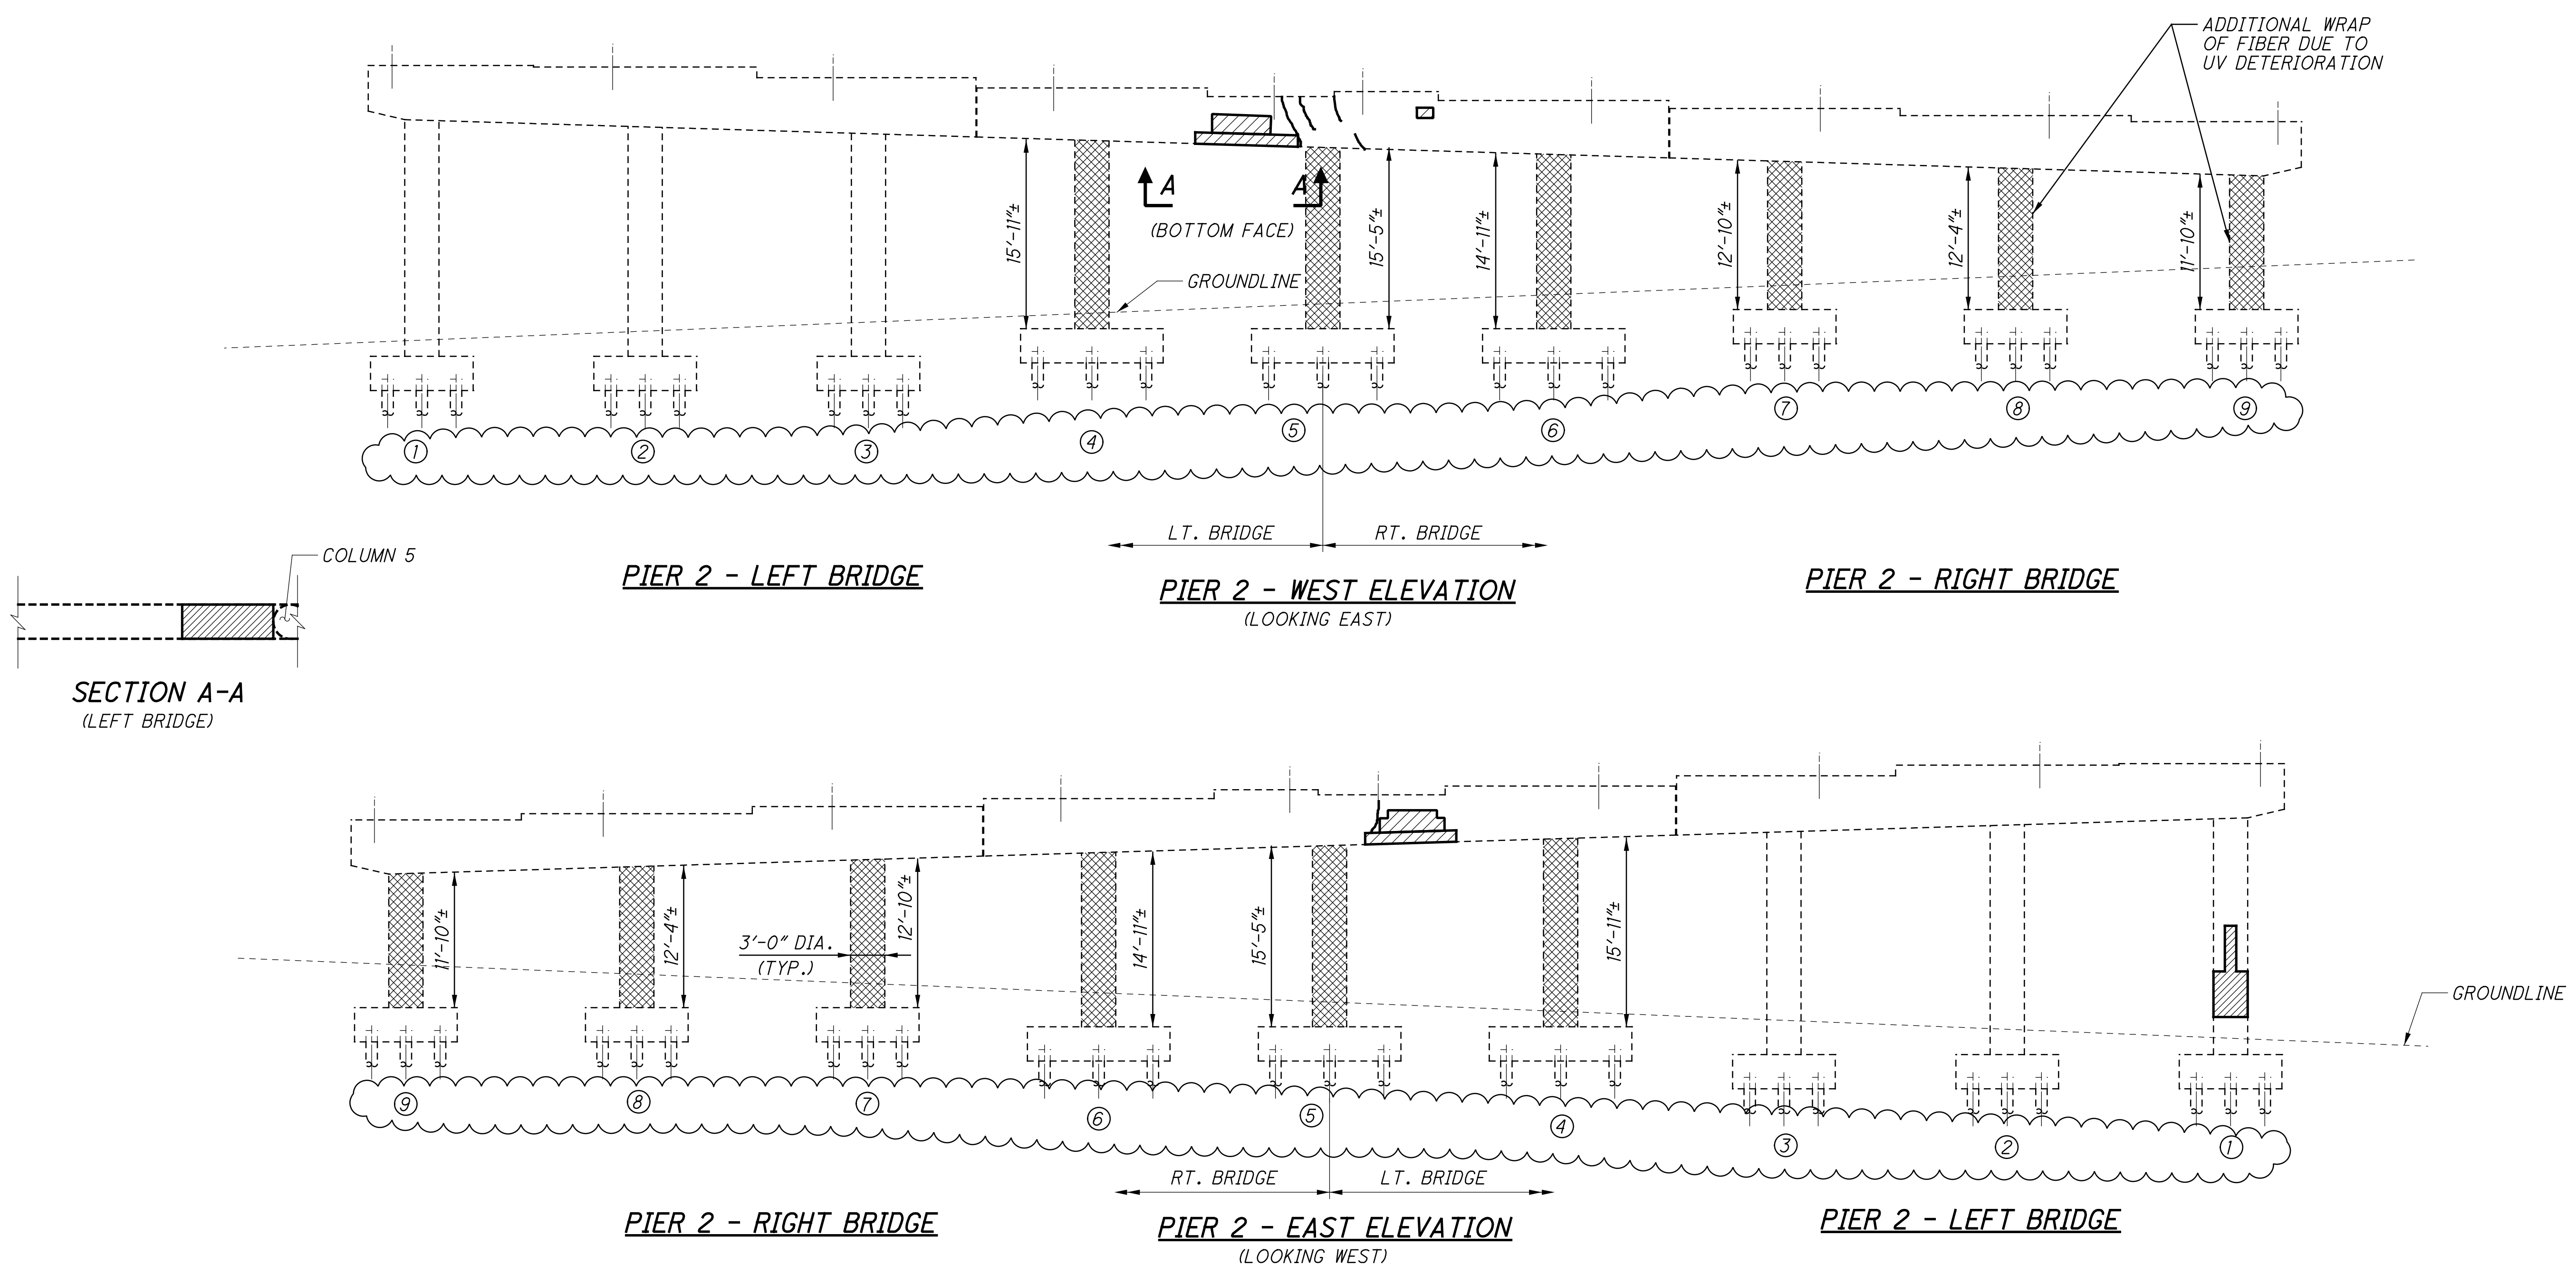 ADDITIONAL WRAP
OF FIBER DUE TO
UV DETERIORATION
A A
(BOTTOM FACE)
15'-11"±
15'-5"±
14'-11"±
12'-10"±
12'-4"±
11'-10"±
GROUNDLINE
1 2 3 4 5 6 7 8 9
LT. BRIDGE RT. BRIDGE
PIER 2 - LEFT BRIDGE
PIER 2 - WEST ELEVATION
(LOOKING EAST)
PIER 2 - RIGHT BRIDGE
COLUMN 5
SECTION A-A
(LEFT BRIDGE)
11'-10"±
12'-4"±
3'-0" DIA.
(TYP.)
12'-10"±
14'-11"±
15'-5"±
15'-11"±
GROUNDLINE
9 8 7 6 5 4 3 2 1
RT. BRIDGE LT. BRIDGE
PIER 2 - RIGHT BRIDGE
PIER 2 - EAST ELEVATION
(LOOKING WEST)
PIER 2 - LEFT BRIDGE